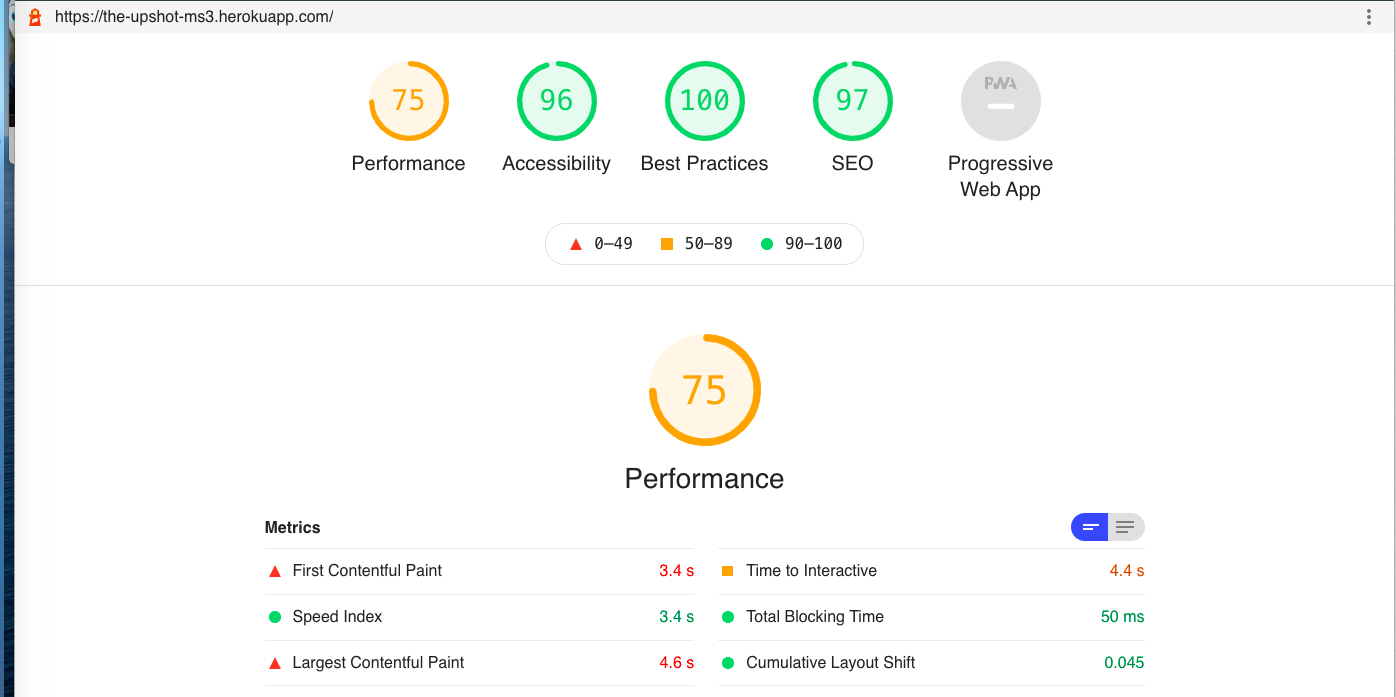 https://the-upshot-ms3.herokuapp.com/
75 96 100 97 PWA
Performance Accessibility Best Practices SEO Progressive
Web App
0–49 50–89 90–100
75
Performance
Metrics
First Contentful Paint 3.4 s Time to Interactive 4.4 s
Speed Index 3.4 s Total Blocking Time 50 ms
Largest Contentful Paint 4.6 s Cumulative Layout Shift 0.045